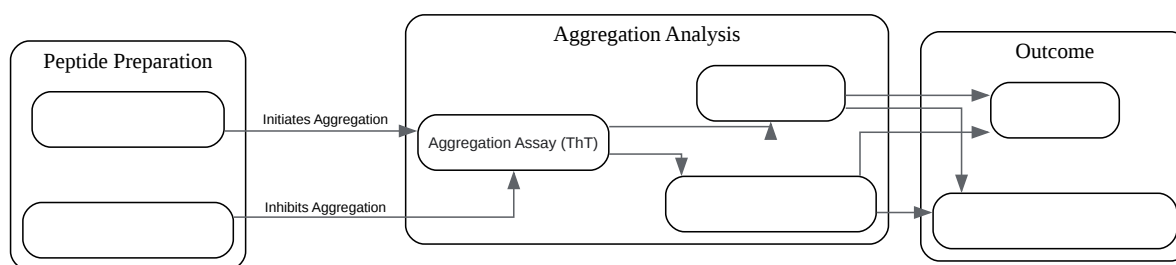 Peptide Preparation
Aggregation Analysis
Outcome
Initiates Aggregation
Aggregation Assay (ThT)
Inhibits Aggregation